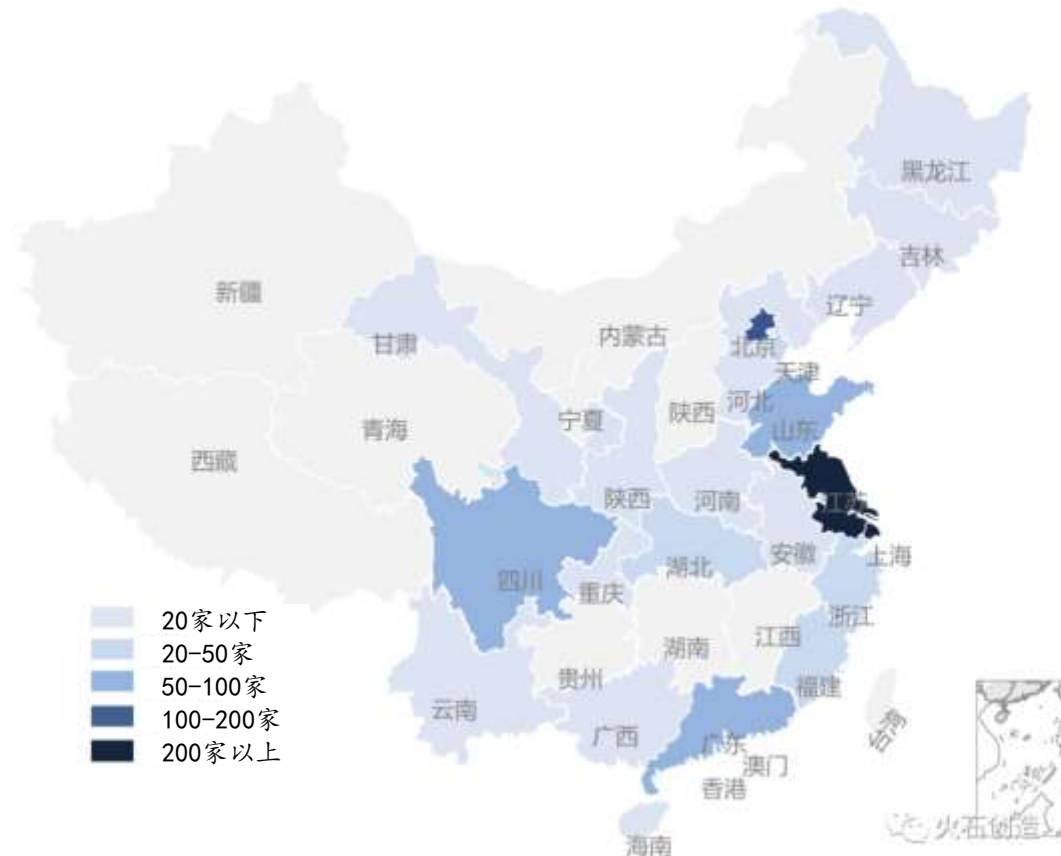 黑龙江
吉林
辽宁
新疆
内蒙古
甘肃
北京
天津
河北
宁夏
陕西
山东
青海
西藏
陕西
河南
江苏
安徽
上海
湖北
四川
重庆
浙江
江西
湖南
贵州
福建
云南
广西
广东
澳门
香港
台湾
海南
20家以下
20-50家
50-100家
100-200家
200家以上
火石创造